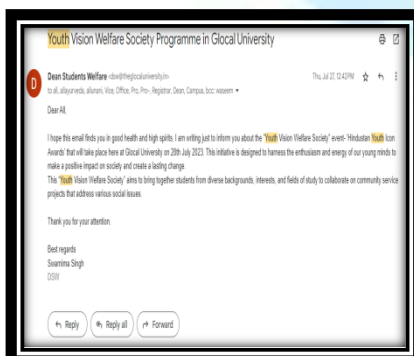 Youth Vision Welfare Society Programme in Glocal University
D
Dean Students Welfare <dsw@theglocaluniversity.in>
Thu, Jul 27, 12:42 PM
to all, allayurveda, allunani, Vice, Office, Pro, Pro-, Registrar, Dean, Campus, bcc: waseem
Dear All,
I hope this email finds you in good health and high spirits. I am writing just to inform you about the "Youth Vision Welfare Society" event- 'Hindustan Youth Icon
Awards' that will take place here at Glocal University on 28th July 2023. This initiative is designed to harness the enthusiasm and energy of our young minds to
make a positive impact on society and create a lasting change.
This "Youth Vision Welfare Society" aims to bring together students from diverse backgrounds, interests, and fields of study to collaborate on community service
projects that address various social issues.
Thank you for your attention.
Best regards
Swarnima Singh
DSW
Reply
Reply all
Forward